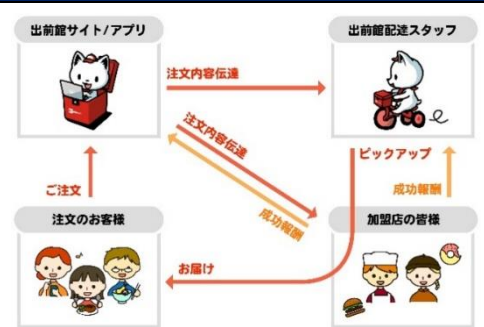 出前館サイト/アプリ
出前館配達スタッフ
注文内容伝達
注文内容伝達
成功報酬
ピックアップ
ご注文
成功報酬
注文のお客様
加盟店の皆様
お届け